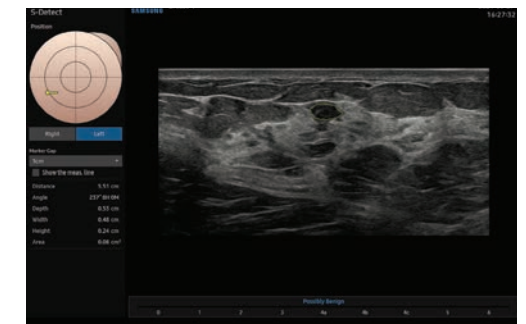 S-Detect
SAMSUNG
16:27:32
Position
Right Left
Marker Gap
Show the meas. line
Distance 5.51 cm
Angle
Depth 0.55 cm
Width 0.48 cm
Height 0.24 cm
Area 0.08 cm²
Possibly Benign
0 1 2 3 4a 4b 4c 5 6